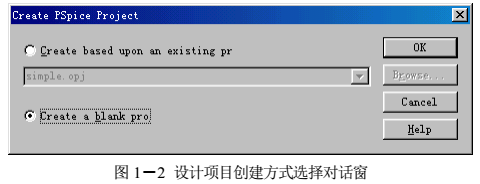 Create PSpice Project
Create based upon an existing pr
OK
simple.opj
Browse...
Create a blank pro
Cancel
Help
图 1－2 设计项目创建方式选择对话窗